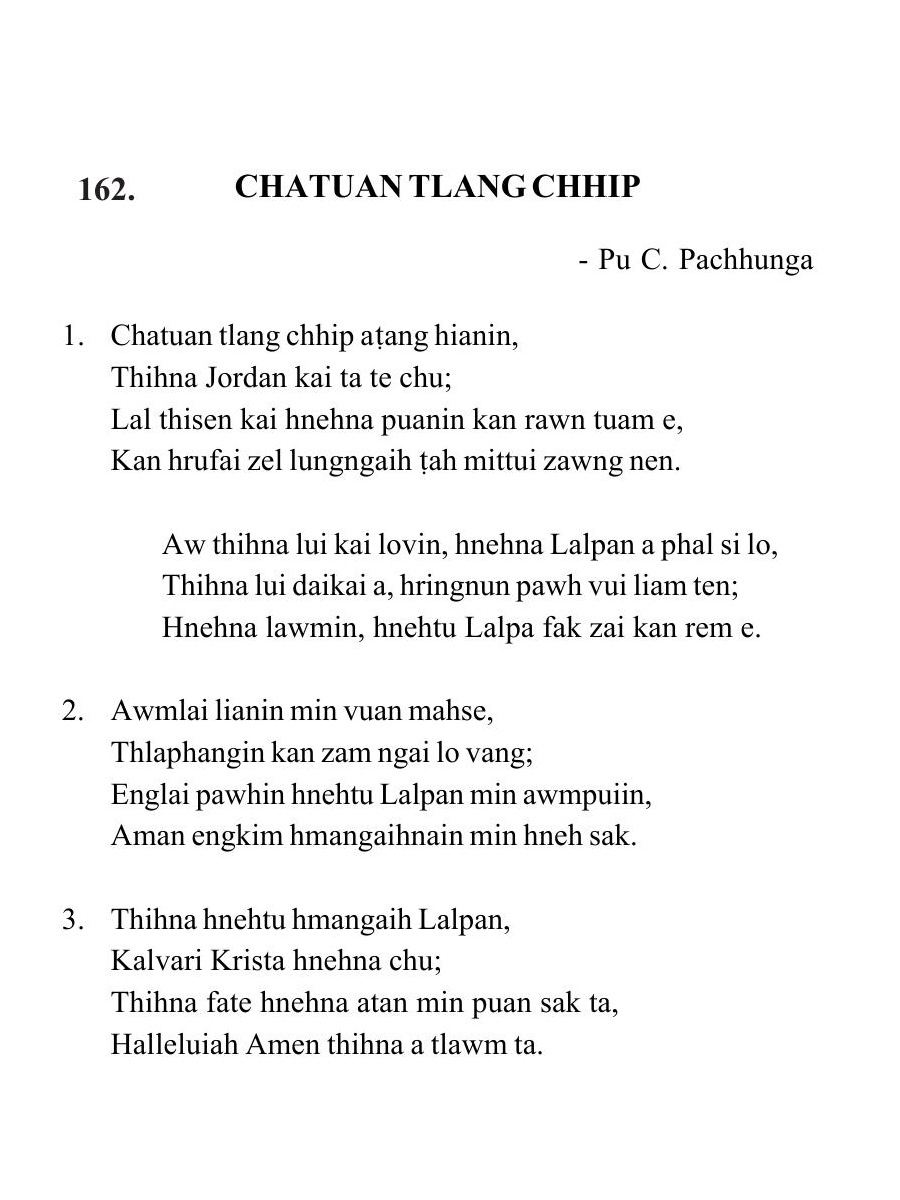 162. CHATUAN TLANG CHHIP
- Pu C. Pachhunga
1. Chatuan tlang chhip aṭang hianin,
Thihna Jordan kai ta te chu;
Lal thisen kai hnehna puanin kan rawn tuam e,
Kan hrufai zel lungngaih ṭah mittui zawng nen.
Aw thihna lui kai lovin, hnehna Lalpan a phal si lo,
Thihna lui daikai a, hringnun pawh vui liam ten;
Hnehna lawmin, hnehtu Lalpa fak zai kan rem e.
2. Awmlai lianin min vuan mahse,
Thlaphangin kan zam ngai lo vang;
Englai pawhin hnehtu Lalpan min awmpuiin,
Aman engkim hmangaihnain min hneh sak.
3. Thihna hnehtu hmangaih Lalpan,
Kalvari Krista hnehna chu;
Thihna fate hnehna atan min puan sak ta,
Halleluiah Amen thihna a tlawm ta.